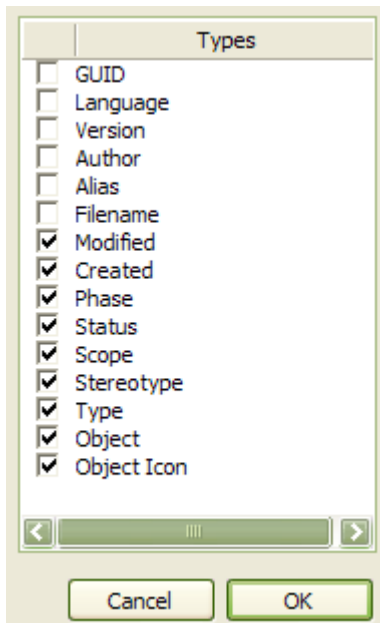 Types
GUID
Language
Version
Author
Alias
Filename
Modified
Created
Phase
Status
Scope
Stereotype
Type
Object
Object Icon
Cancel OK